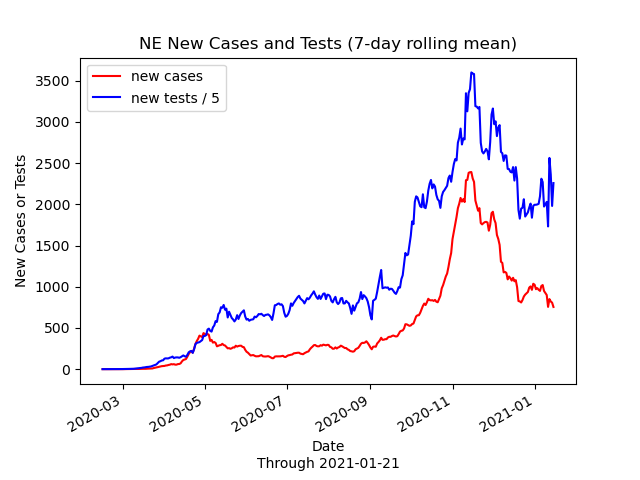 NE New Cases and Tests (7-day rolling mean)
new cases
new tests / 5
New Cases or Tests
3500
3000
2500
2000
1500
1000
500
0
2020-03
2020-05
2020-07
2020-09
2020-11
2021-01
Date
Through 2021-01-21